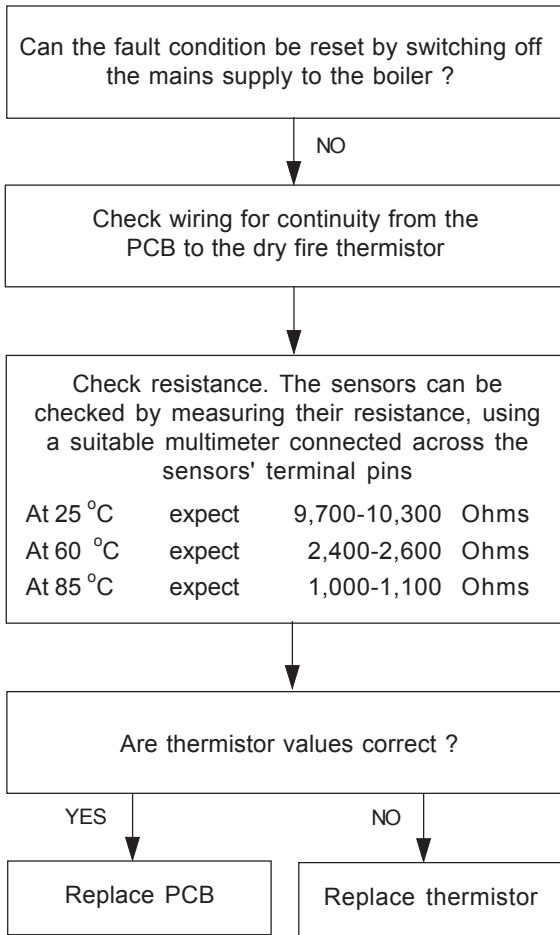 Can the fault condition be reset by switching off
the mains supply to the boiler ?
NO
Check wiring for continuity from the
PCB to the dry fire thermistor
Check resistance. The sensors can be
checked by measuring their resistance, using
a suitable multimeter connected across the
sensors' terminal pins
At 25 °C expect 9,700-10,300 Ohms
At 60 °C expect 2,400-2,600 Ohms
At 85 °C expect 1,000-1,100 Ohms
Are thermistor values correct ?
YES NO
Replace PCB Replace thermistor